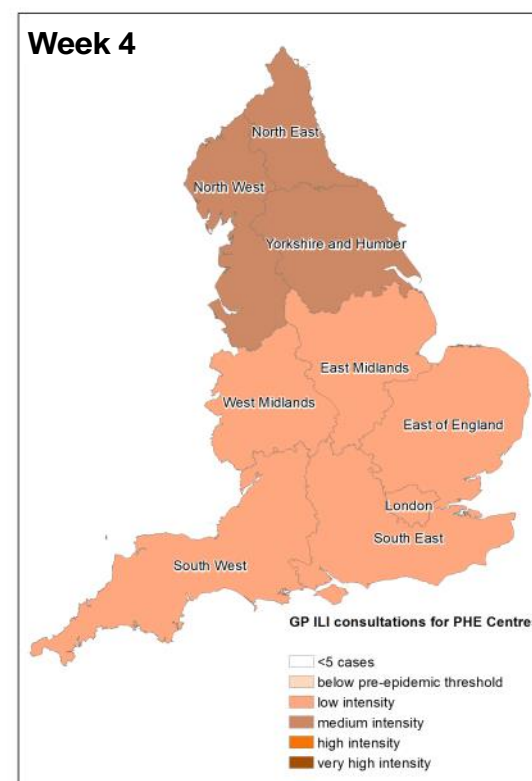 Week 4
North East
North West
Yorkshire and Humber
East Midlands
West Midlands
East of England
London
South East
South West
GP ILI consultations for PHE Centre
<5 cases
below pre-epidemic threshold
low intensity
medium intensity
high intensity
very high intensity